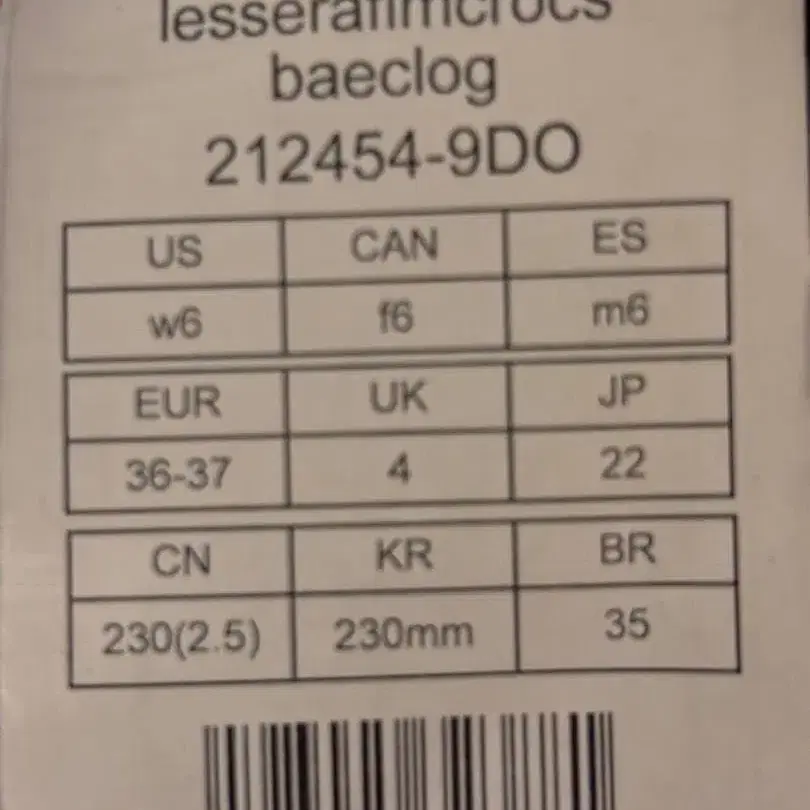 lesserafimcrocs
baeclog
212454-9DO
US CAN ES
w6 f6 m6
EUR UK JP
36-37 4 22
CN KR BR
230(2.5) 230mm 35